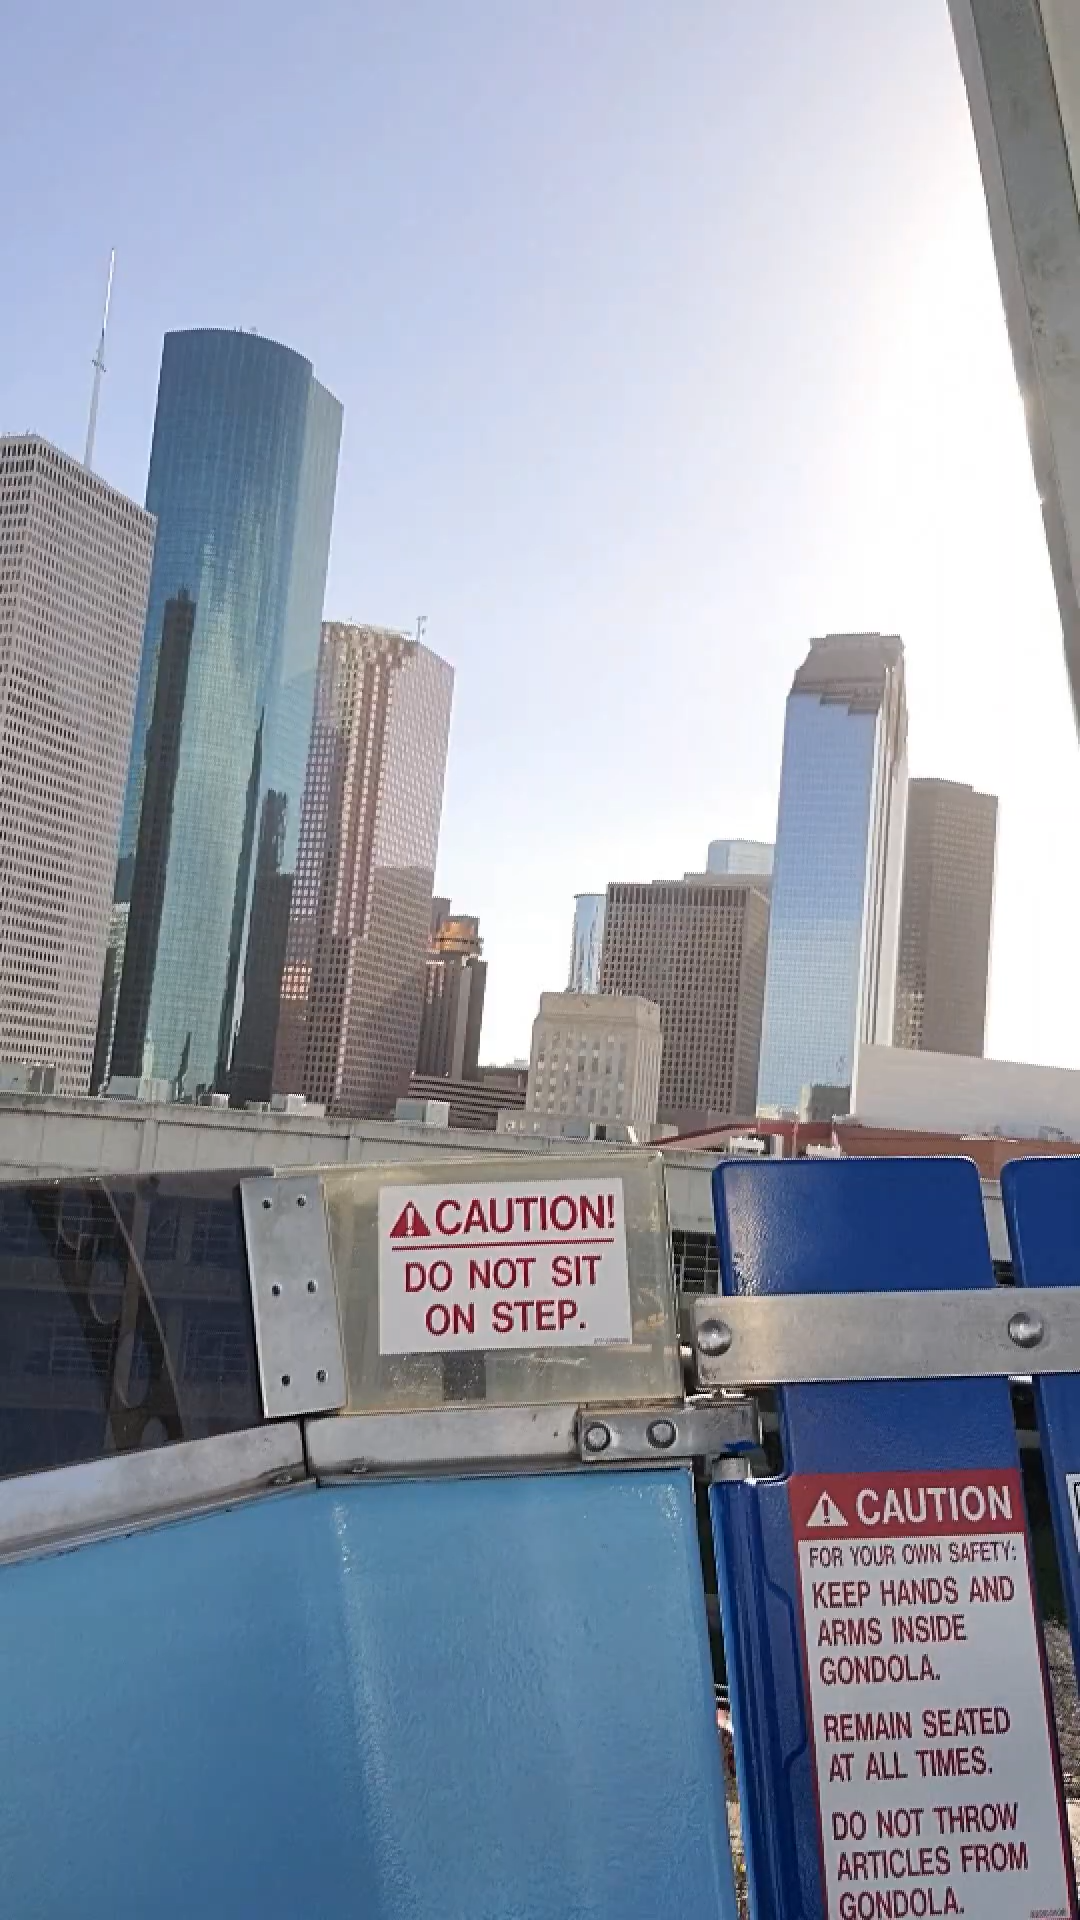 CAUTION!
DO NOT SIT
ON STEP.
CAUTION
FOR YOUR OWN SAFETY:
KEEP HANDS AND
ARMS INSIDE
GONDOLA.
REMAIN SEATED
AT ALL TIMES.
DO NOT THROW
ARTICLES FROM
GONDOLA.